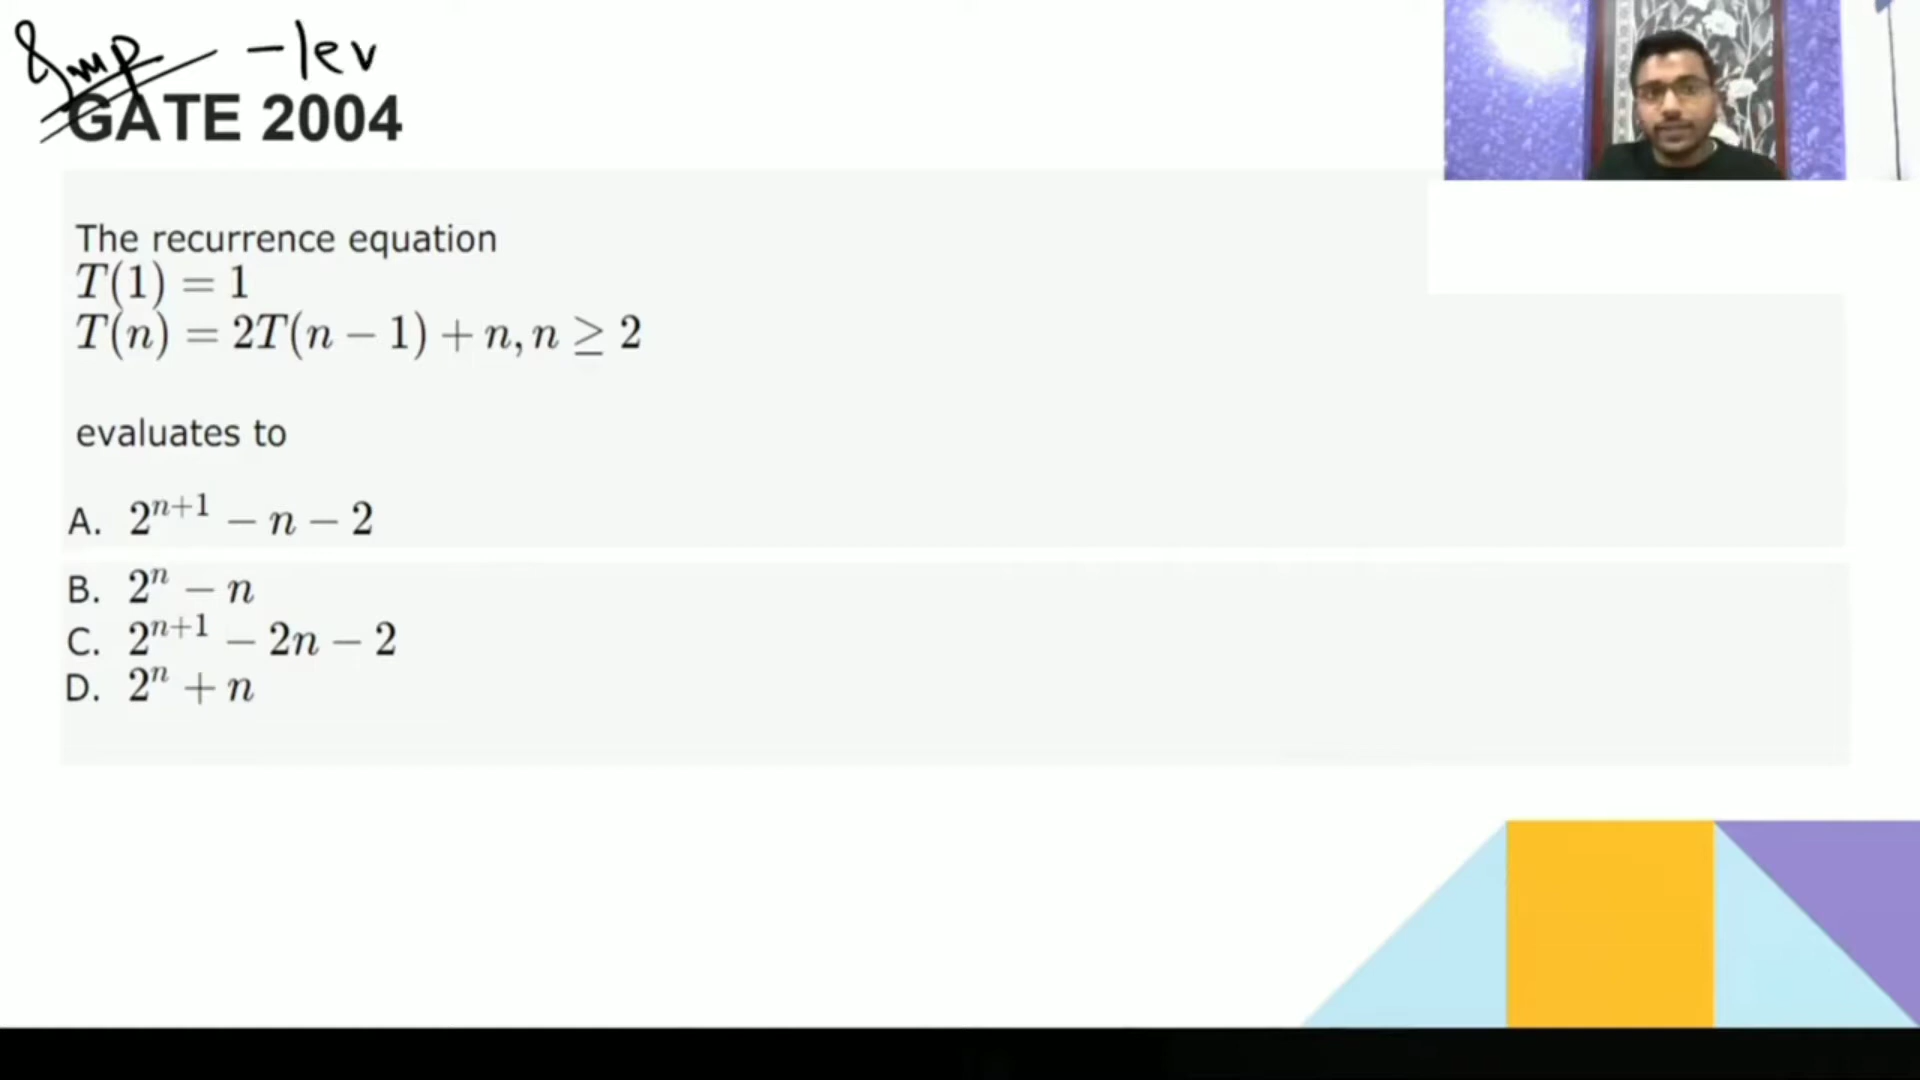 Imp - lev
GATE 2004
The recurrence equation
T(1) = 1
T(n) = 2T(n − 1) + n, n ≥ 2
evaluates to
A. 2^{n+1} − n − 2
B. 2^n − n
C. 2^{n+1} − 2n − 2
D. 2^n + n